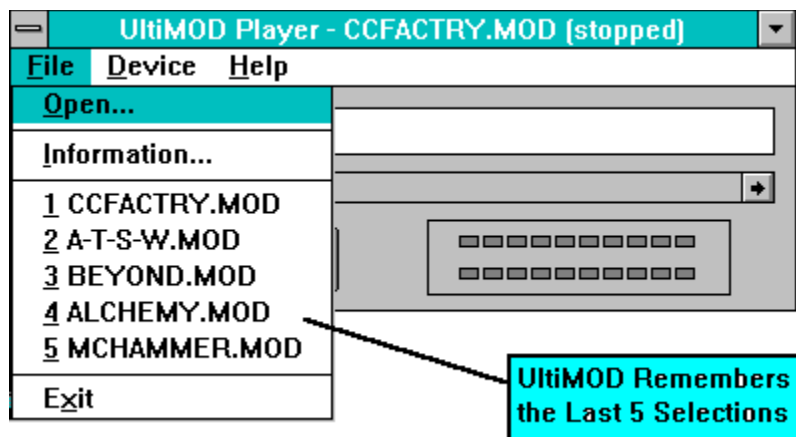 UltiMOD Player - CCFACTRY.MOD (stopped)
File Device Help
Open...
Information...
1 CCFACTRY.MOD
2 A-T-S-W.MOD
3 BEYOND.MOD
4 ALCHEMY.MOD
5 MCHAMMER.MOD
Exit
UltiMOD Remembers
the Last 5 Selections